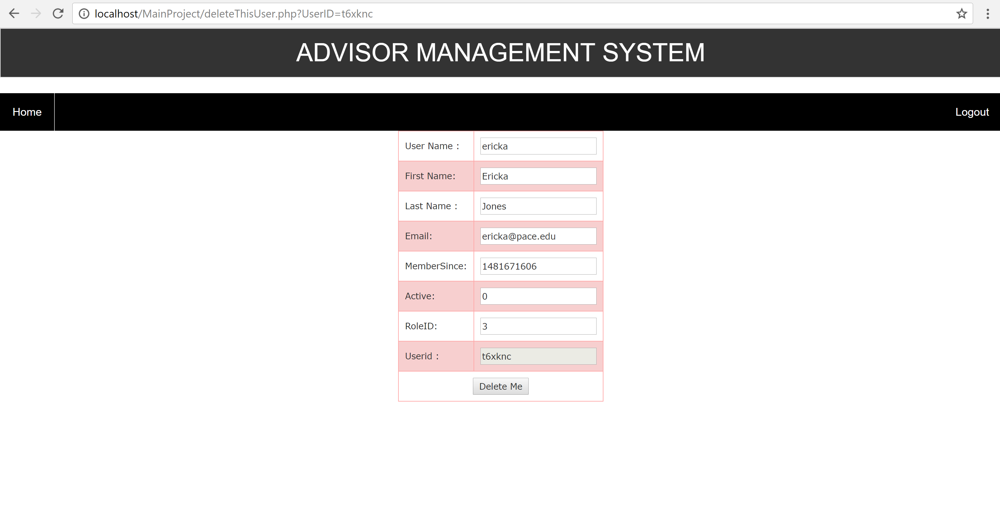 localhost/MainProject/deleteThisUser.php?UserID=t6xknc
ADVISOR MANAGEMENT SYSTEM
Home Logout
User Name : ericka
First Name: Ericka
Last Name : Jones
Email: ericka@pace.edu
MemberSince: 1481671606
Active: 0
RoleID: 3
Userid : t6xknc
Delete Me